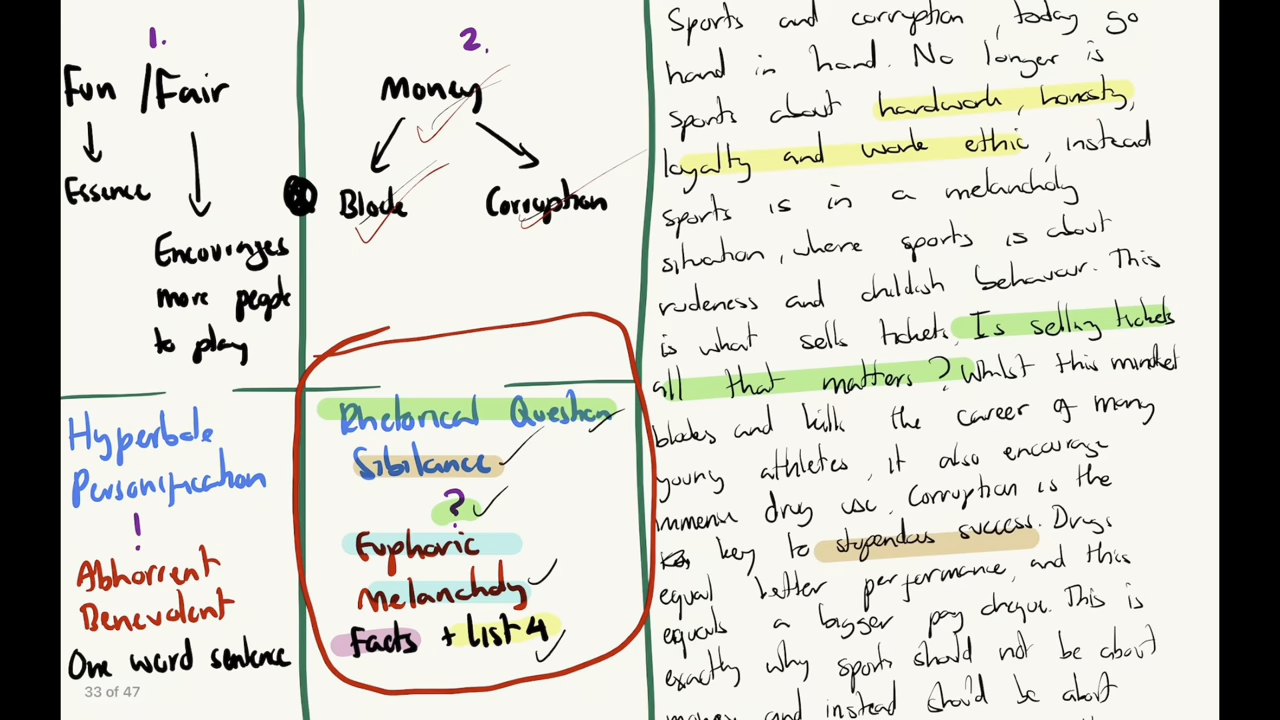 1.
Fun / Fair
Essence
Encourages
more people
to play
2.
Money
Blade
Corruption
Hyperbole
Personification
!
Abhorrent
Benevolent
One word sentence
33 of 47
Rhetorical Question
Sibilance
?
Euphoric
Melancholy
Facts + List 4
Sports and corruption, today go
hand in hand. No longer is
sports about hardwork, honesty,
loyalty and work ethic, instead
sports is in a melancholy
situation, where sports is about
rudeness and childish behavour. This
is what sells tickets. Is selling tickets
all that matters? Whilst this mindset
blades and kills the career of many
young athletes, it also encourage
immense drug use. Corruption is the
key to stupendous success. Drugs
equal better performance, and this
equals a bigger pay cheque. This is
exactly why sports should not be about
money and instead should be about